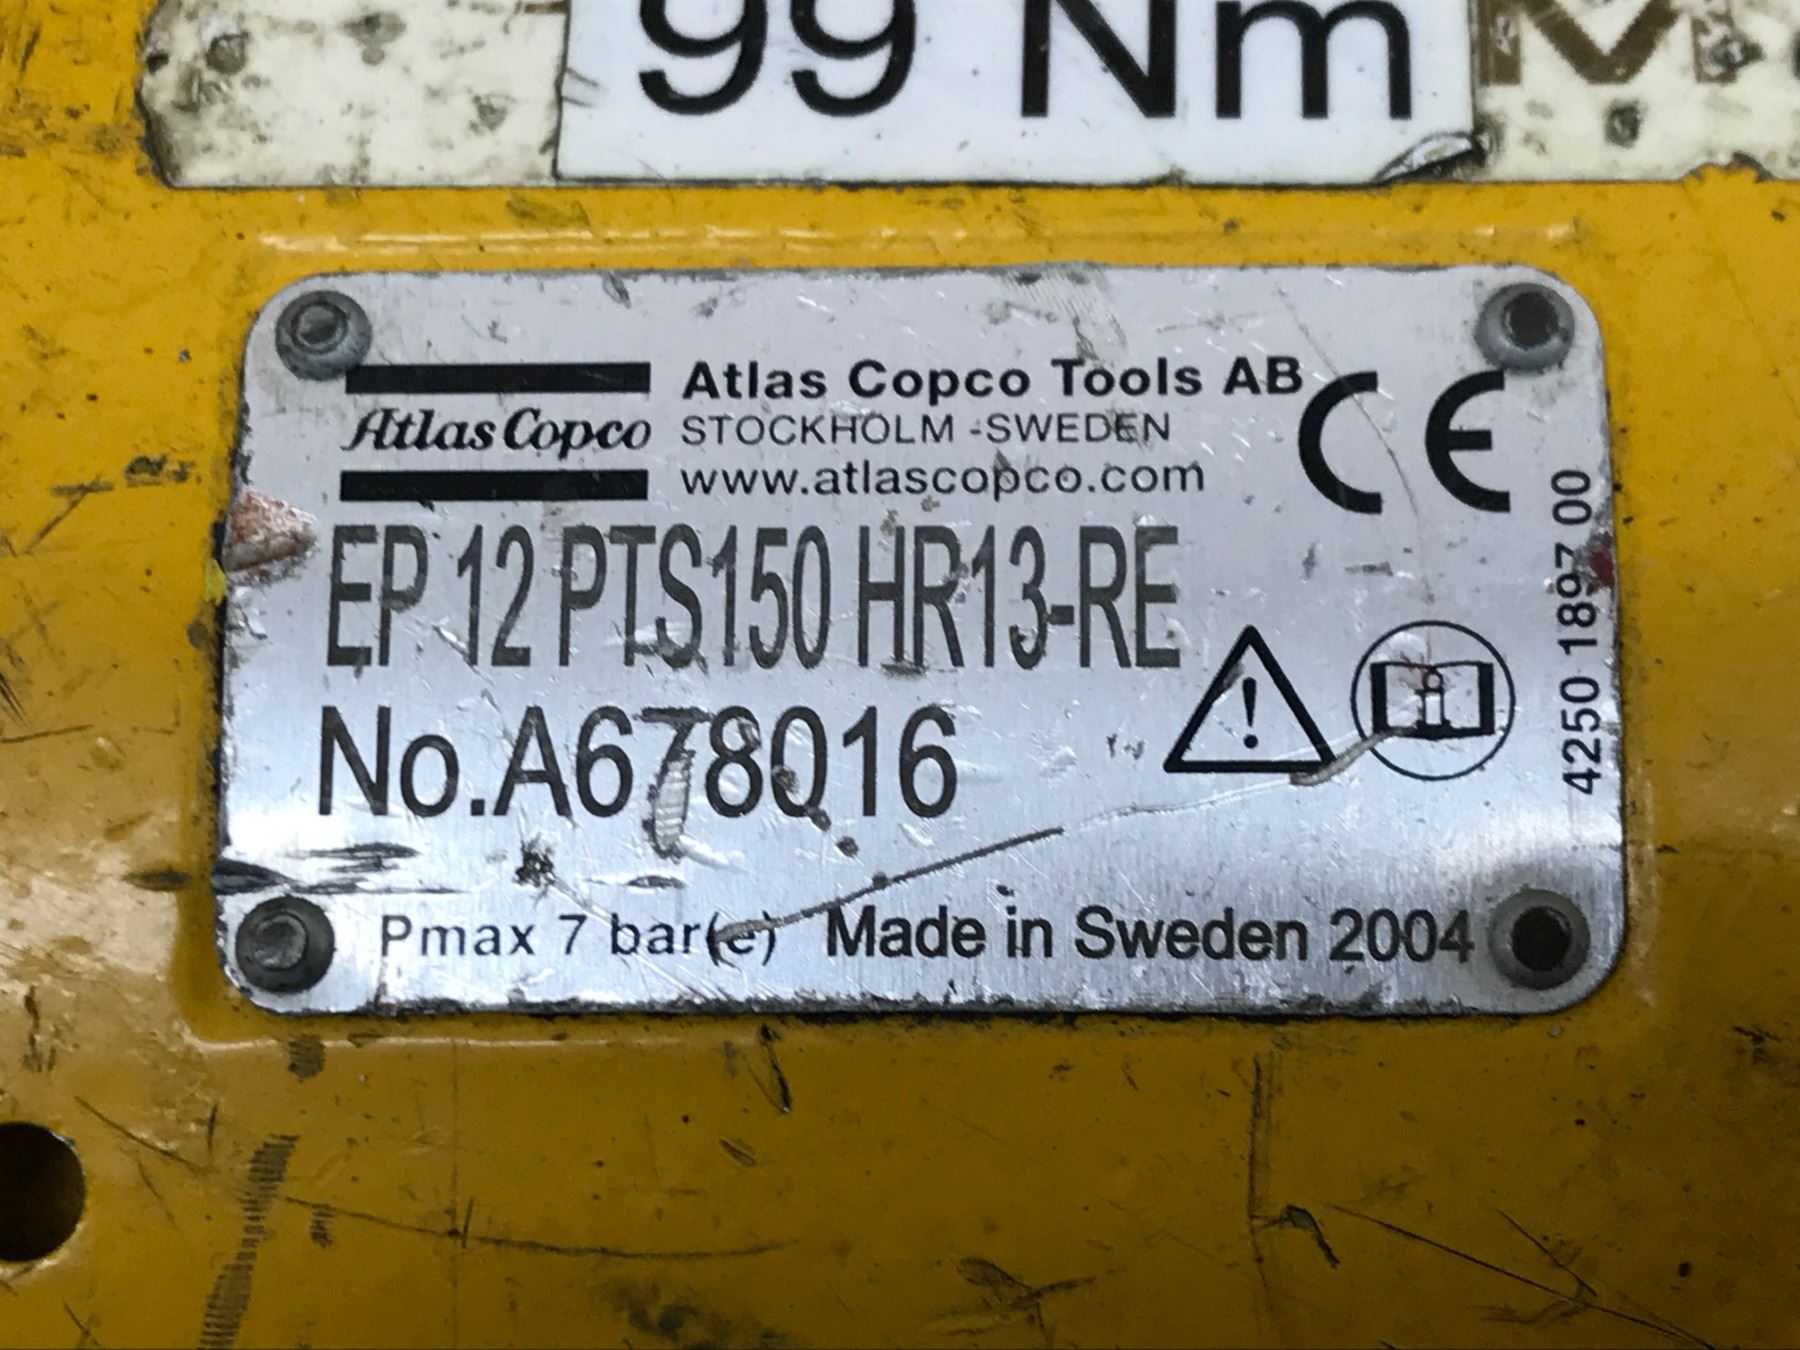 99 Nm
Atlas Copco
Atlas Copco Tools AB
STOCKHOLM -SWEDEN
www.atlascopco.com
CE
EP 12 PTS150 HR13-RE
No.A678016
4250 1897 00
Pmax 7 bar(e) Made in Sweden 2004